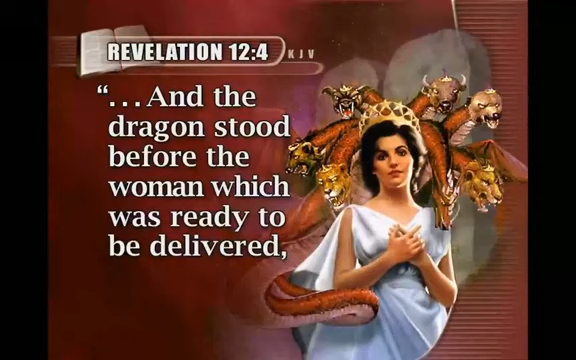 REVELATION 12:4 KJV
“. . . And the
dragon stood
before the
woman which
was ready to
be delivered,